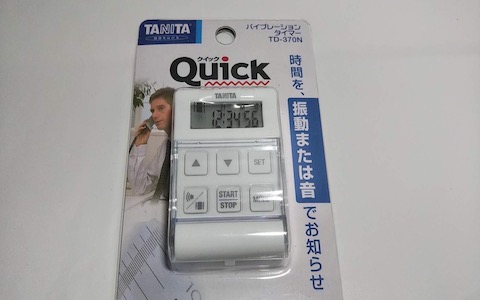 TANITA
バイブレーション
タイマー
TD-370N
クイック
Quick
TANITA
12:34 56
▲
▼
SET
START
STOP
時間を、振動または音でお知らせ